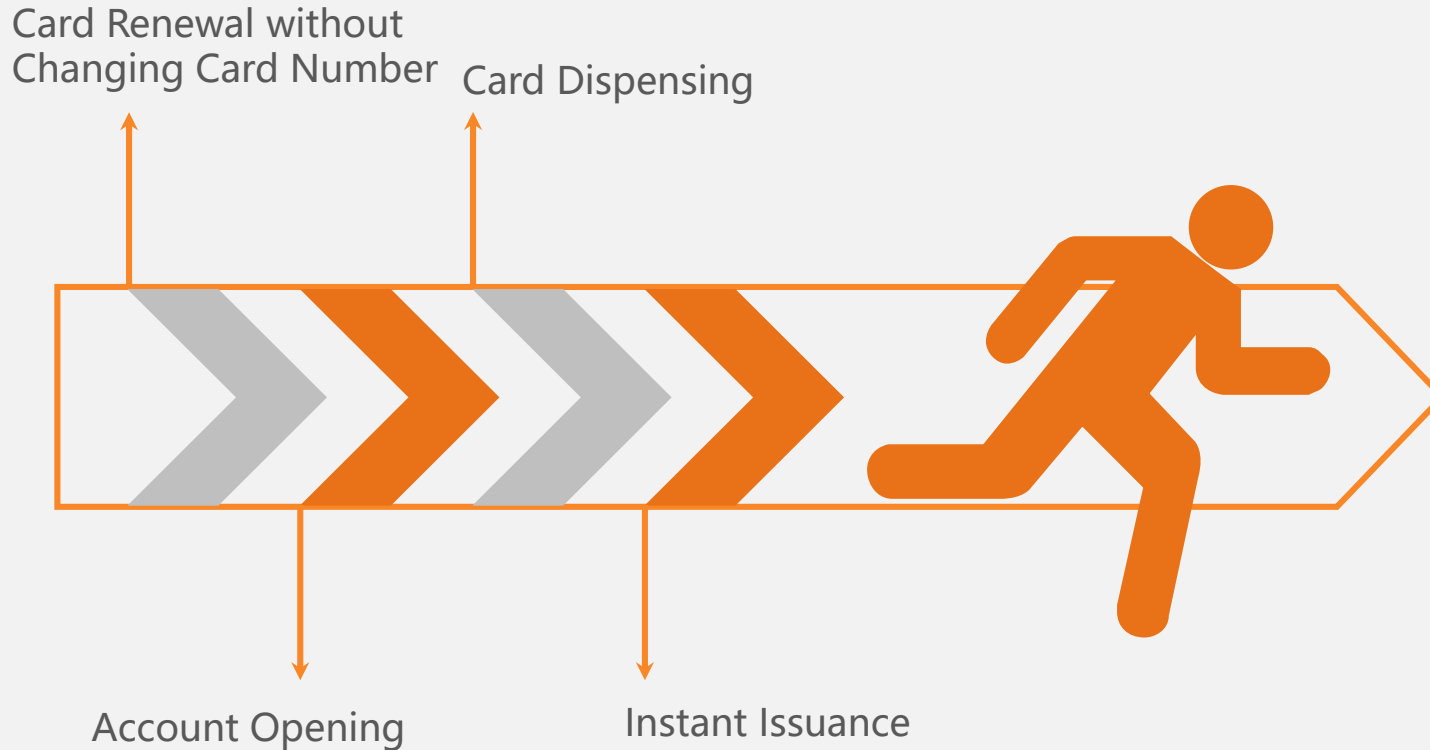 Card Renewal without
Changing Card Number
Card Dispensing
Account Opening
Instant Issuance